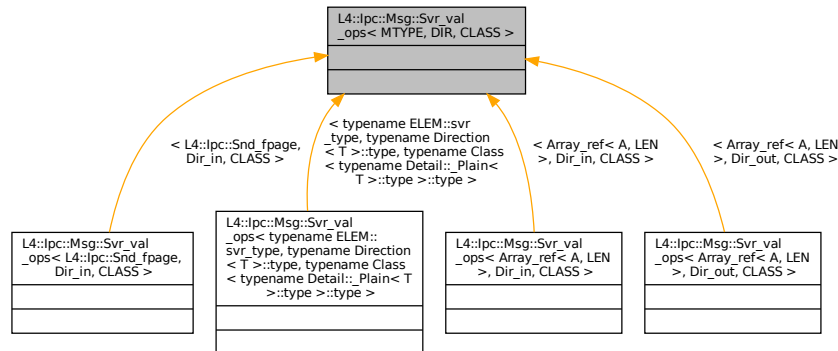 L4::Ipc::Msg::Svr_val
_ops< MTYPE, DIR, CLASS >
< L4::Ipc::Snd_fpage,
Dir_in, CLASS >
< typename ELEM::svr
_type, typename Direction
< T >::type, typename Class
< typename Detail::_Plain<
T >::type >::type >
< Array_ref< A, LEN
>, Dir_in, CLASS >
< Array_ref< A, LEN
>, Dir_out, CLASS >
L4::Ipc::Msg::Svr_val
_ops< L4::Ipc::Snd_fpage,
Dir_in, CLASS >
L4::Ipc::Msg::Svr_val
_ops< typename ELEM::
svr_type, typename Direction
< T >::type, typename Class
< typename Detail::_Plain< T
>::type >::type >
L4::Ipc::Msg::Svr_val
_ops< Array_ref< A, LEN
>, Dir_in, CLASS >
L4::Ipc::Msg::Svr_val
_ops< Array_ref< A, LEN
>, Dir_out, CLASS >